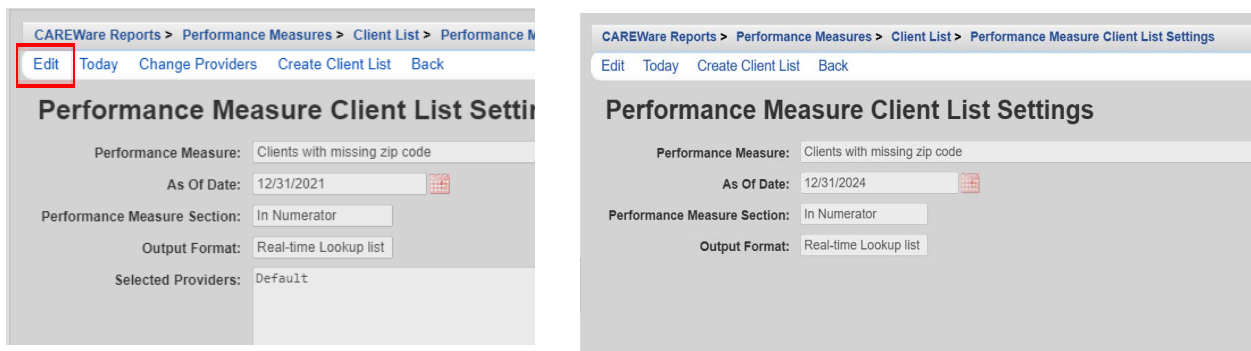 CAREWare Reports > Performance Measures > Client List > Performance M
Edit Today Change Providers Create Client List Back
Performance Measure Client List Settin
Performance Measure: Clients with missing zip code
As Of Date: 12/31/2021
Performance Measure Section: In Numerator
Output Format: Real-time Lookup list
Selected Providers: Default
CAREWare Reports > Performance Measures > Client List > Performance Measure Client List Settings
Edit Today Create Client List Back
Performance Measure Client List Settings
Performance Measure: Clients with missing zip code
As Of Date: 12/31/2024
Performance Measure Section: In Numerator
Output Format: Real-time Lookup list